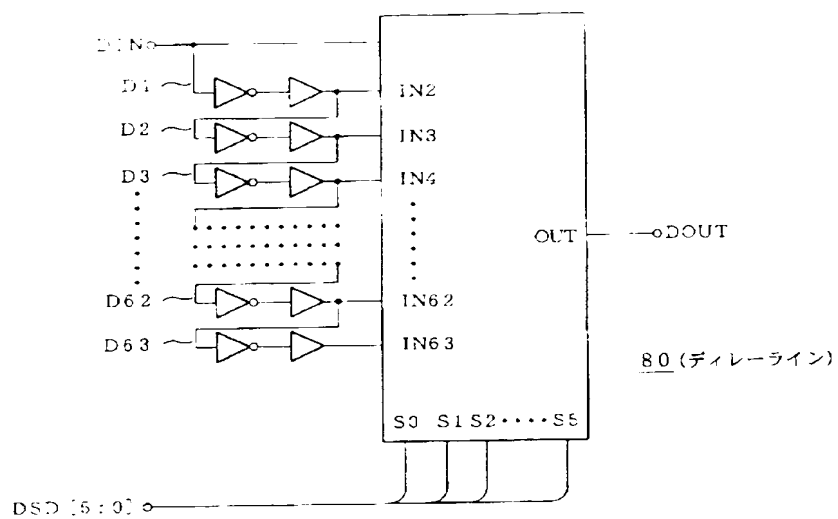 DIN
D1
IN2
D2
IN3
D3
IN4
OUT
DOUT
D62
IN62
D63
IN63
80(ディレーライン)
S0 S1 S2 ···· S5
DSD [5:0]